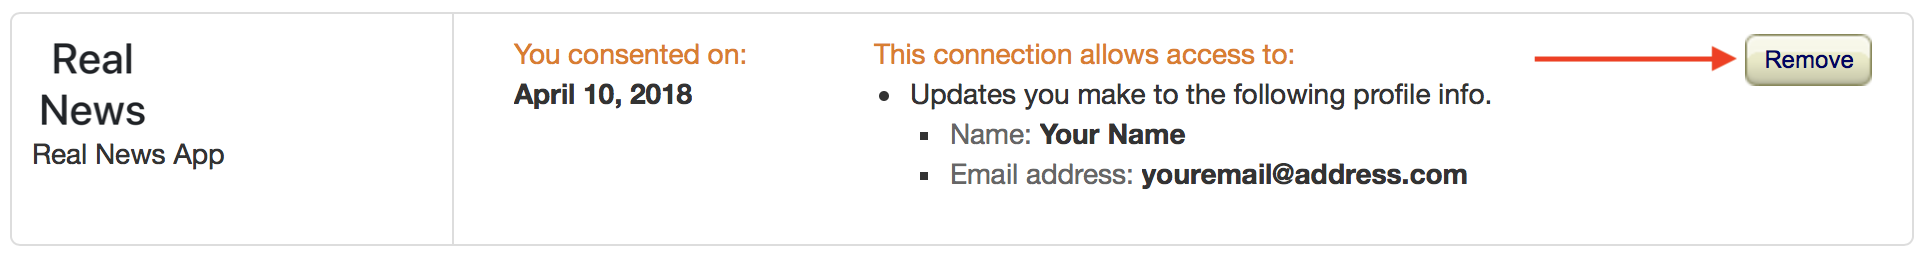 Real
News
Real News App
You consented on:
April 10, 2018
This connection allows access to:
• Updates you make to the following profile info.
▪ Name: Your Name
▪ Email address: youremail@address.com
Remove